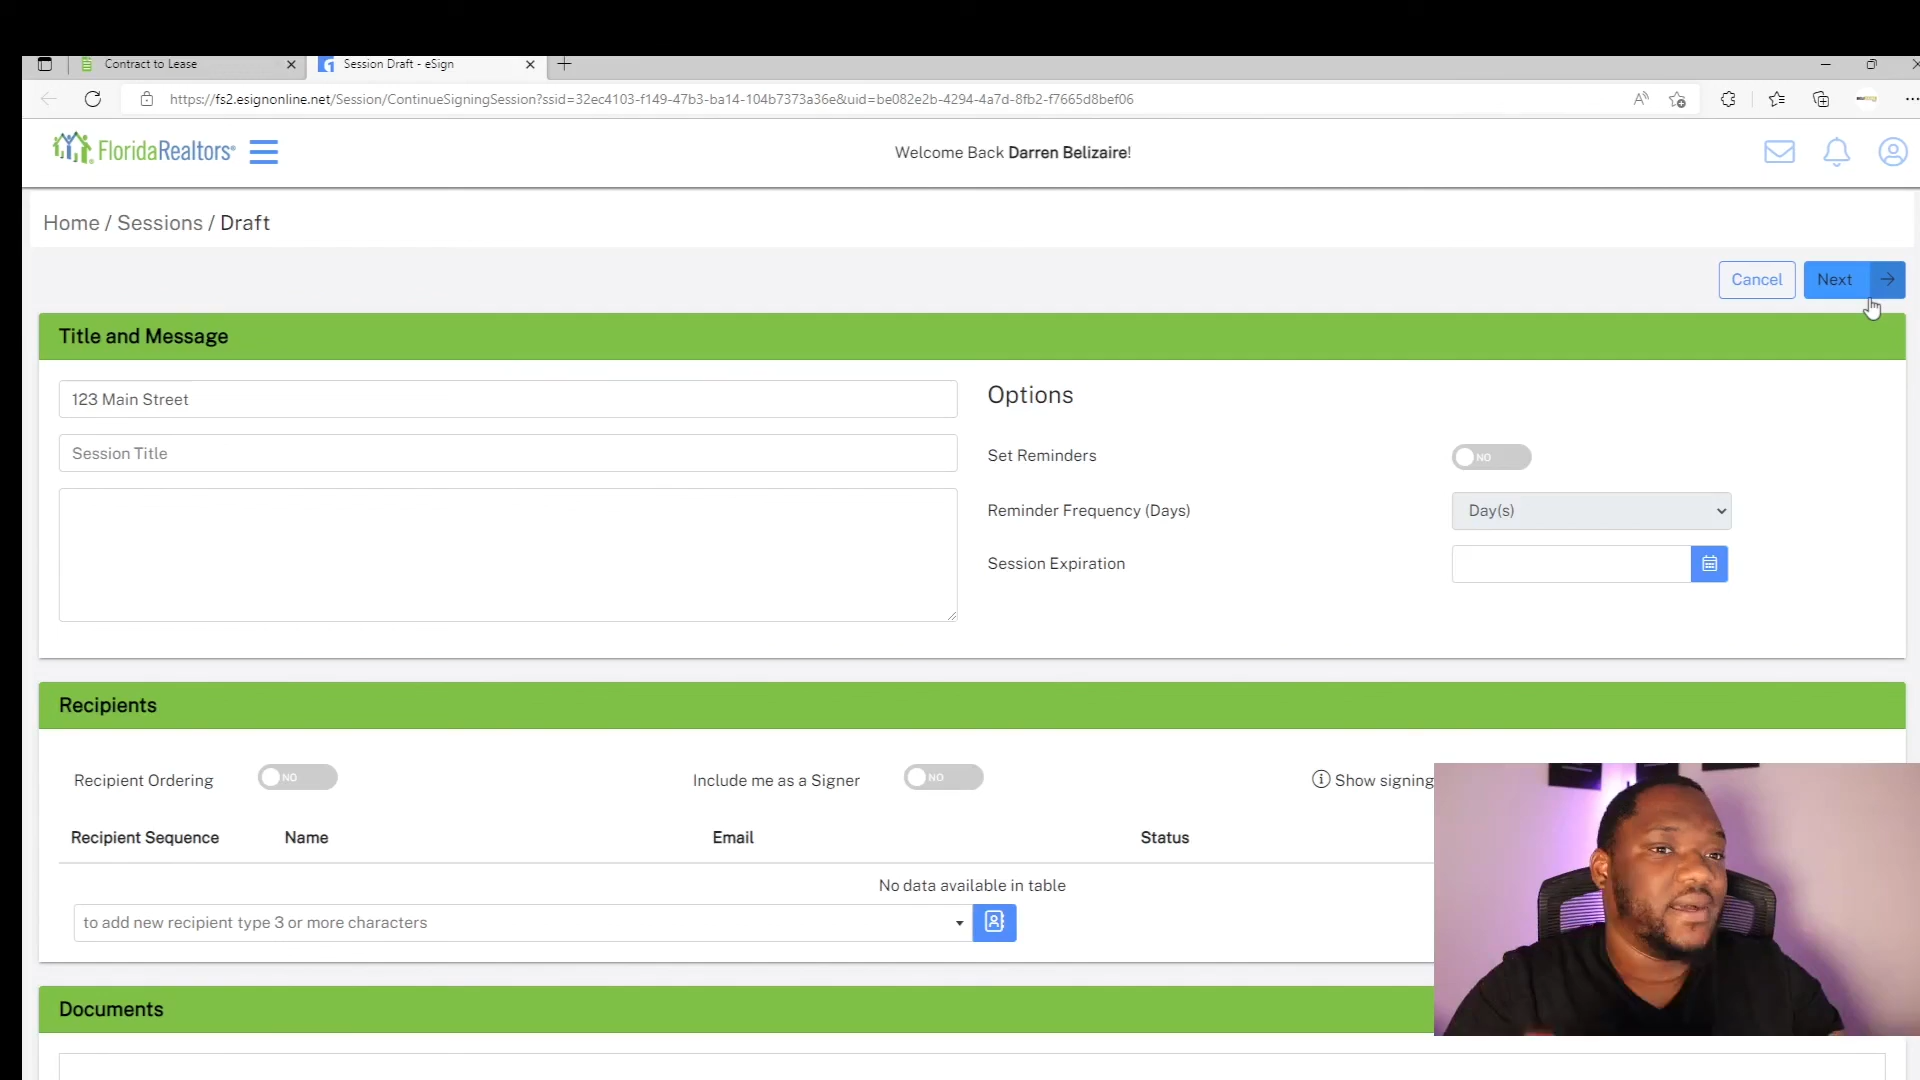 Contract to Lease
Session Draft - eSign
https://fs2.esignonline.net/Session/ContinueSigningSession?ssid=32ec4103-f149-47b3-ba14-104b7373a36e&uid=be082e2b-4294-4a7d-8fb2-f7665d8bef06
FloridaRealtors®
Welcome Back Darren Belizaire!
Home / Sessions / Draft
Cancel
Next
Title and Message
123 Main Street
Options
Session Title
Set Reminders
NO
Reminder Frequency (Days)
Day(s)
Session Expiration
Recipients
Recipient Ordering
NO
Include me as a Signer
NO
Show signing
Recipient Sequence
Name
Email
Status
No data available in table
to add new recipient type 3 or more characters
Documents